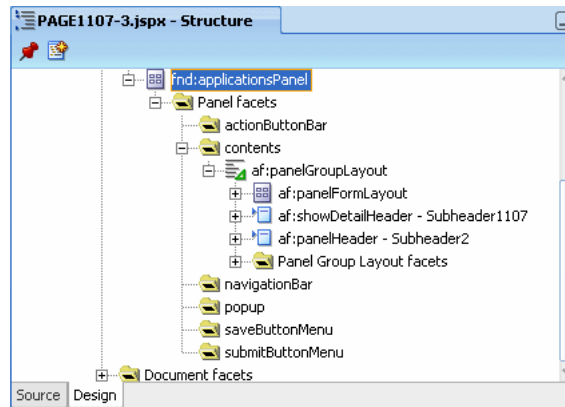 PAGE1107-3.jspx - Structure
fnd:applicationsPanel
Panel facets
actionButtonBar
contents
af:panelGroupLayout
af:panelFormLayout
af:showDetailHeader - Subheader1107
af:panelHeader - Subheader2
Panel Group Layout facets
navigationBar
popup
saveButtonMenu
submitButtonMenu
Document facets
Source Design